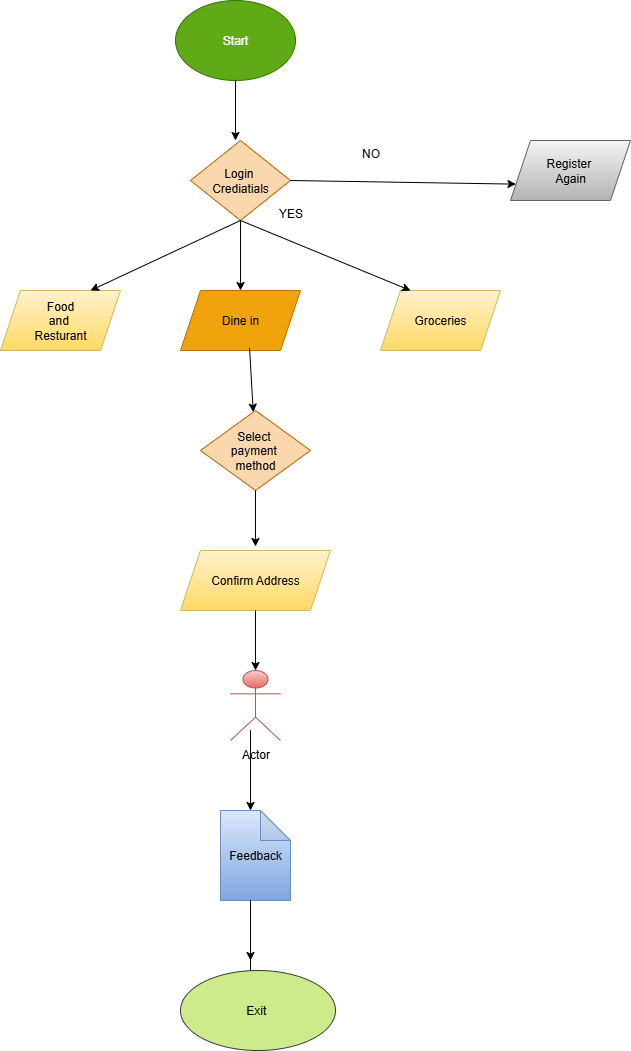 Start
NO
Login
Crediatials
Register
Again
YES
Food
and
Resturant
Dine in
Groceries
Select
payment
method
Confirm Address
Actor
Feedback
Exit